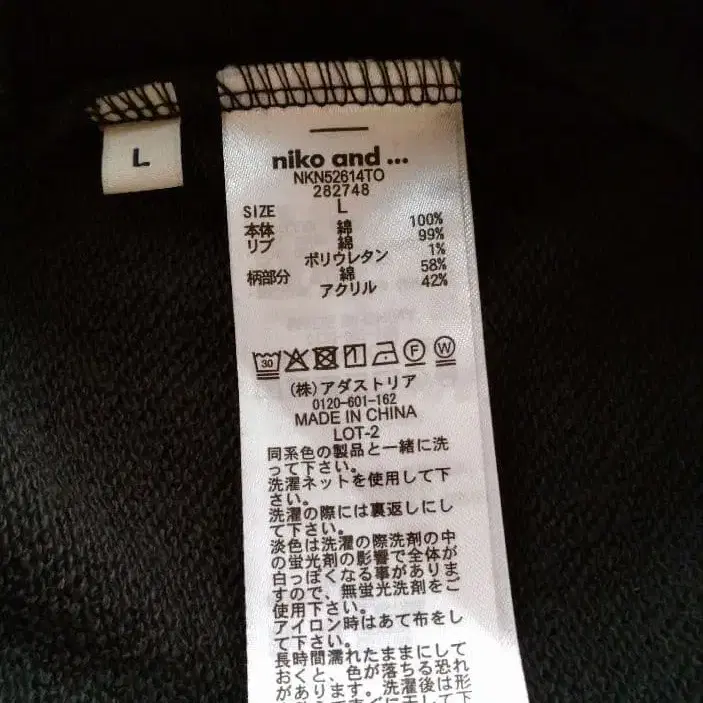 L
niko and ...
NKN52614TO
282748
SIZE L
本体 綿 100%
リブ 綿 99%
ポリウレタン 1%
柄部分 綿 58%
アクリル 42%
30 F W
(株)アダストリア
0120-601-162
MADE IN CHINA
LOT-2
同系色の製品と一緒に洗
って下さい。
洗濯ネットを使用して下
さい。
洗濯の際には裏返しにし
て下さい。
淡色は洗濯の際洗剤の中
の蛍光剤の影響で全体が
白っぽくなる事がありま
すので、無蛍光洗剤をご
使用下さい。
アイロン時はあて布をし
て下さい。
長時間濡れたままにして
おくと、色が落ちる恐れ
があります。洗濯後は形